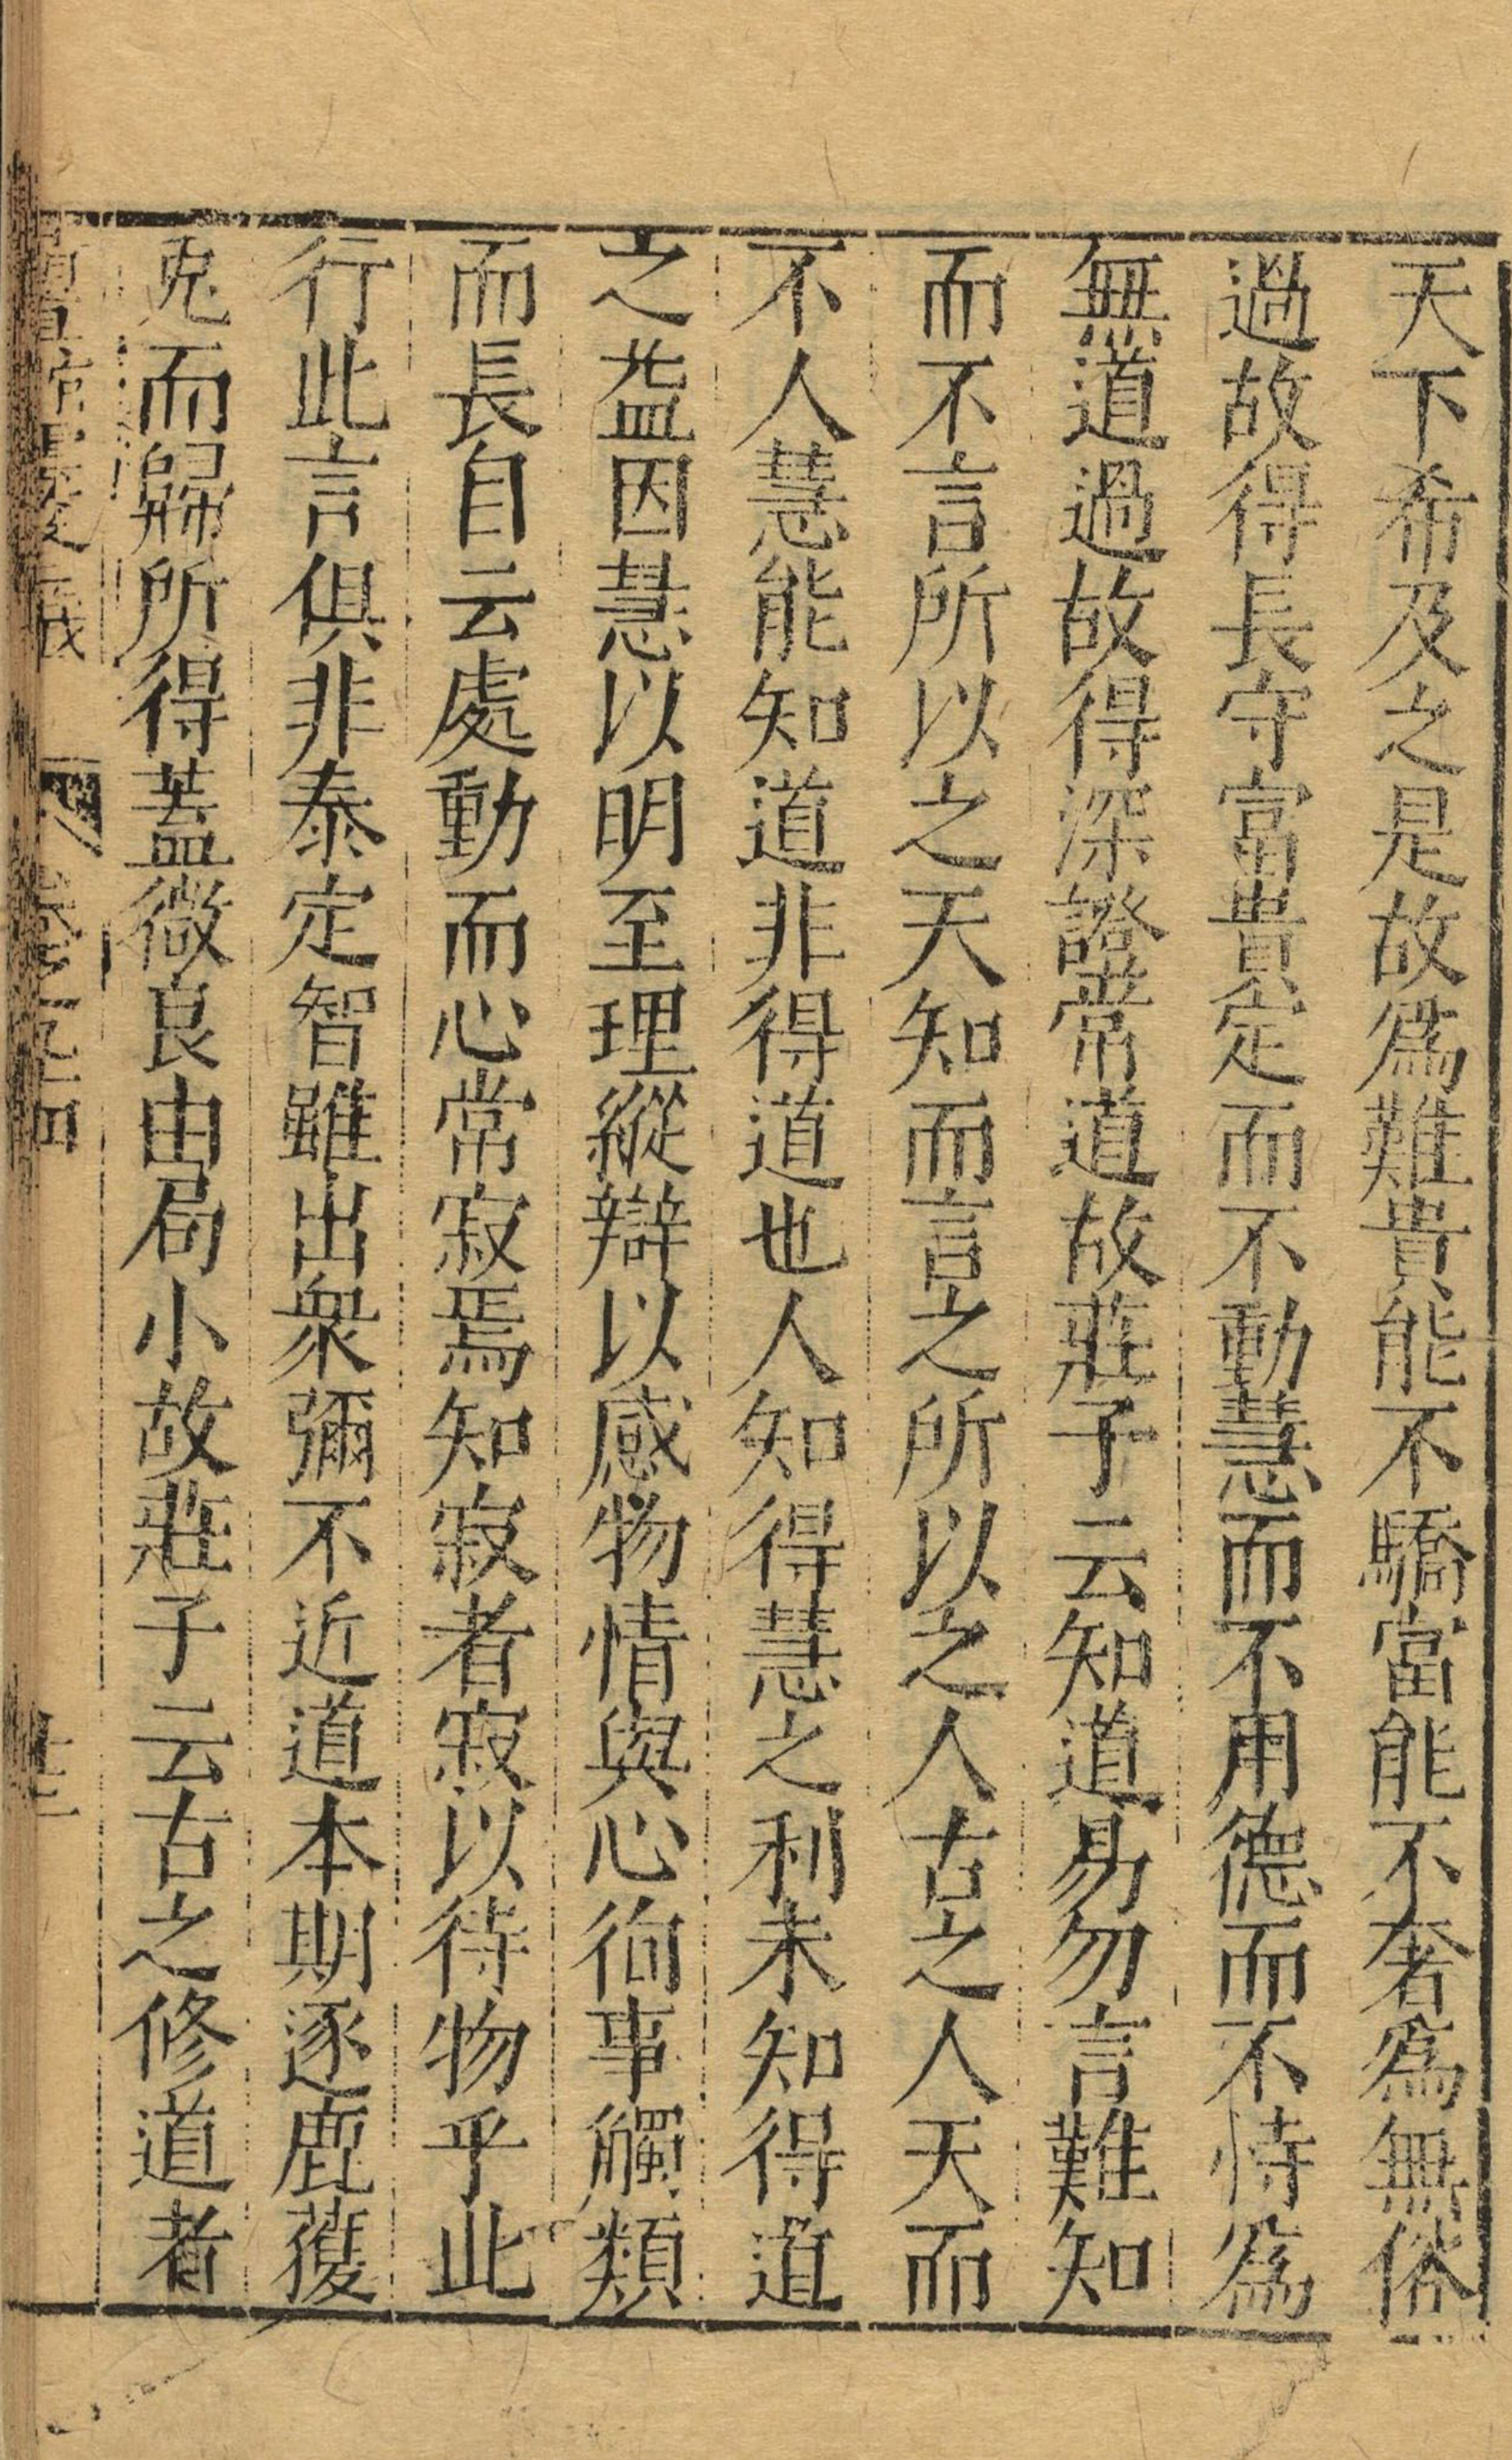 天下希及之是故爲難貴能不驕富能不奢爲無俗
過故得長守富貴定而不動慧而不用德而不恃爲
無道過故得深證常道故莊子云知道易勿言難知
而不言所以之天知而言之所以之人古之人天而
不人慧能知道非得道也人知得慧之利未知得道
之益因慧以明至理縱辯以感物情與心徇事觸類
而長自云處動而心常寂焉知寂者寂以待物乎此
行此言俱非泰定智雖出衆彌不近道本期逐鹿獲
兎而歸所得蓋微良由局小故莊子云古之修道者